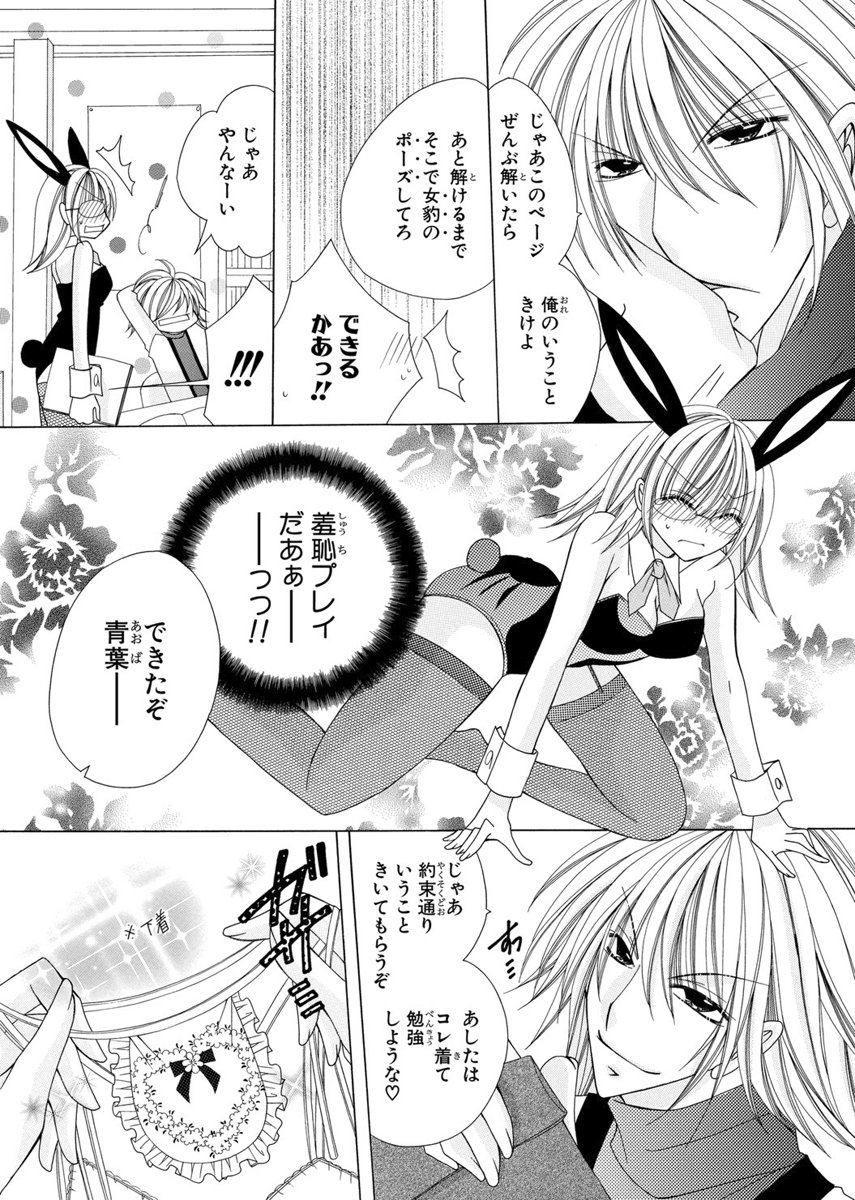 じゃあこのページ
ぜんぶ解いたら
俺のいうこと
きけよ
あと解けるまで
そこで女豹の
ポーズしてろ
できる
かあっ!!
じゃあ
やんなーい
!!!
羞恥プレイ
だあぁー
ーっっ!!
できたぞ
青葉ー
じゃあ
約束通り
いうこと
きいてもらうぞ
あしたは
コレ着て
勉強
しような♡
ガガーン
※下着